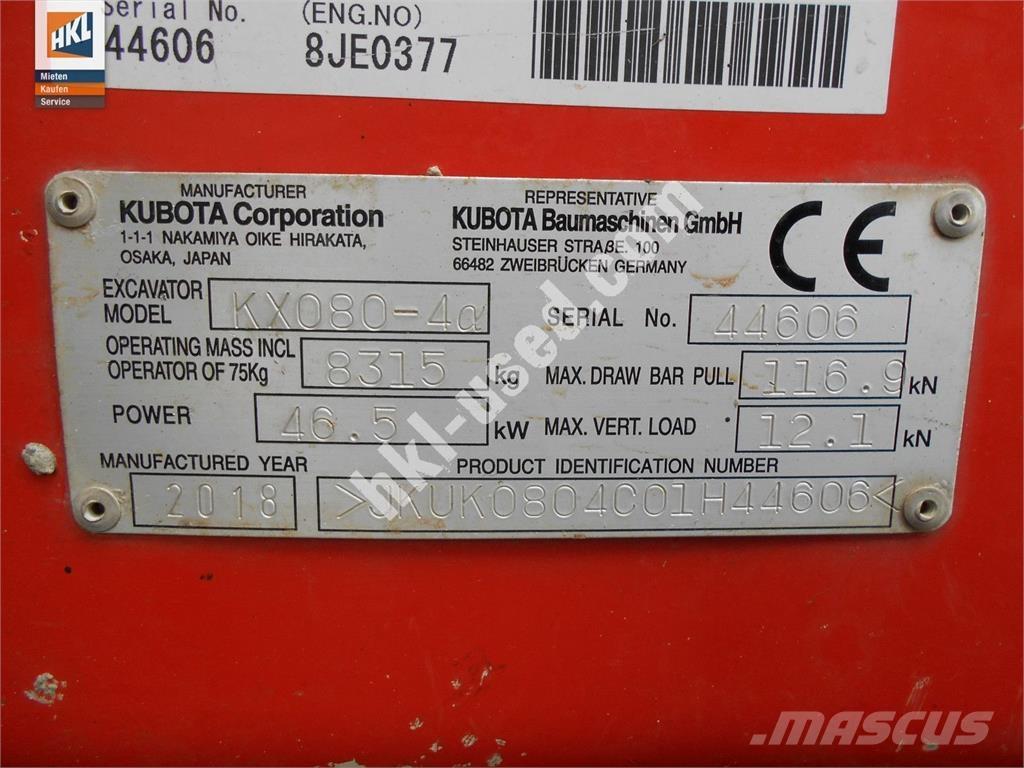 HKL
Mieten
Kaufen
Service
Serial No. (ENG.NO)
44606 8JE0377
MANUFACTURER
KUBOTA Corporation
1-1-1 NAKAMIYA OIKE HIRAKATA,
OSAKA, JAPAN
REPRESENTATIVE
KUBOTA Baumaschinen GmbH
STEINHAUSER STRAßE. 100
66482 ZWEIBRÜCKEN GERMANY
CE
EXCAVATOR
MODEL KX080-4α
SERIAL No. 44606
OPERATING MASS INCL
OPERATOR OF 75Kg 8315 kg
MAX. DRAW BAR PULL 116.9 kN
POWER 46.5 kW
MAX. VERT. LOAD 12.1 kN
MANUFACTURED YEAR
2018
PRODUCT IDENTIFICATION NUMBER
>JKUK0804C01H44606<
hkl-used.com
MASCUS